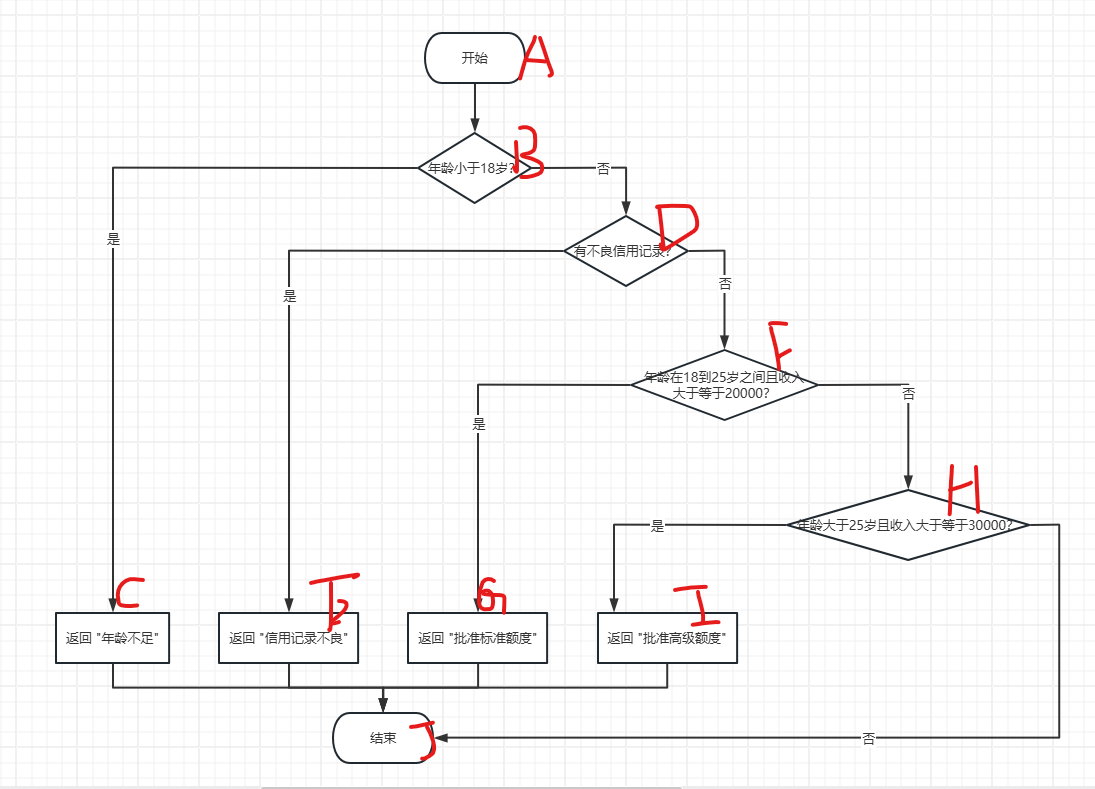 开始
A
年龄小于18岁?
B
否
是
D
有不良信用记录?
是
否
F
年龄在18到25岁之间且收入
大于等于20000?
是
否
H
年龄大于25岁且收入大于等于30000?
是
C
G
I
返回 "年龄不足"
返回 "信用记录不良"
返回 "批准标准额度"
返回 "批准高级额度"
结束
J
否